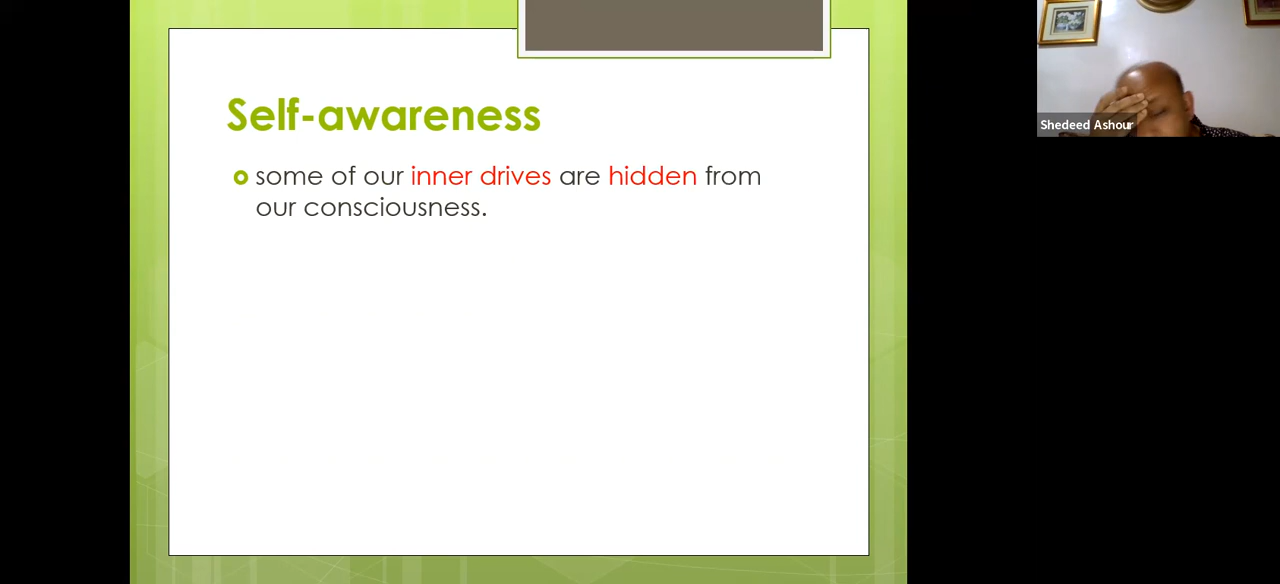 Self-awareness
some of our inner drives are hidden from
our consciousness.
Shedeed Ashour